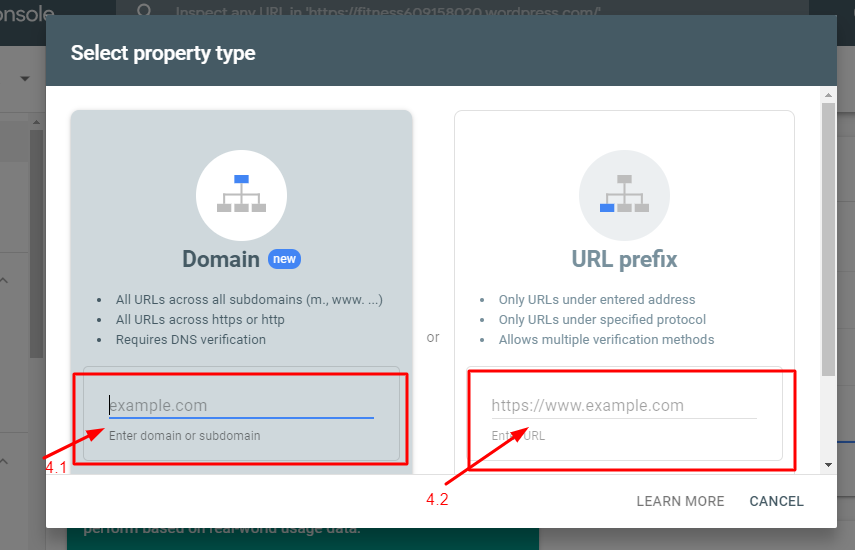 onsole
Inspect any URL in 'https://fitness609158020.wordpress.com/'
Select property type
Domain new
All URLs across all subdomains (m., www. ...)
All URLs across https or http
Requires DNS verification
example.com
Enter domain or subdomain
4.1
or
URL prefix
Only URLs under entered address
Only URLs under specified protocol
Allows multiple verification methods
https://www.example.com
Enter URL
4.2
LEARN MORE
CANCEL
perform based on real-world usage data.